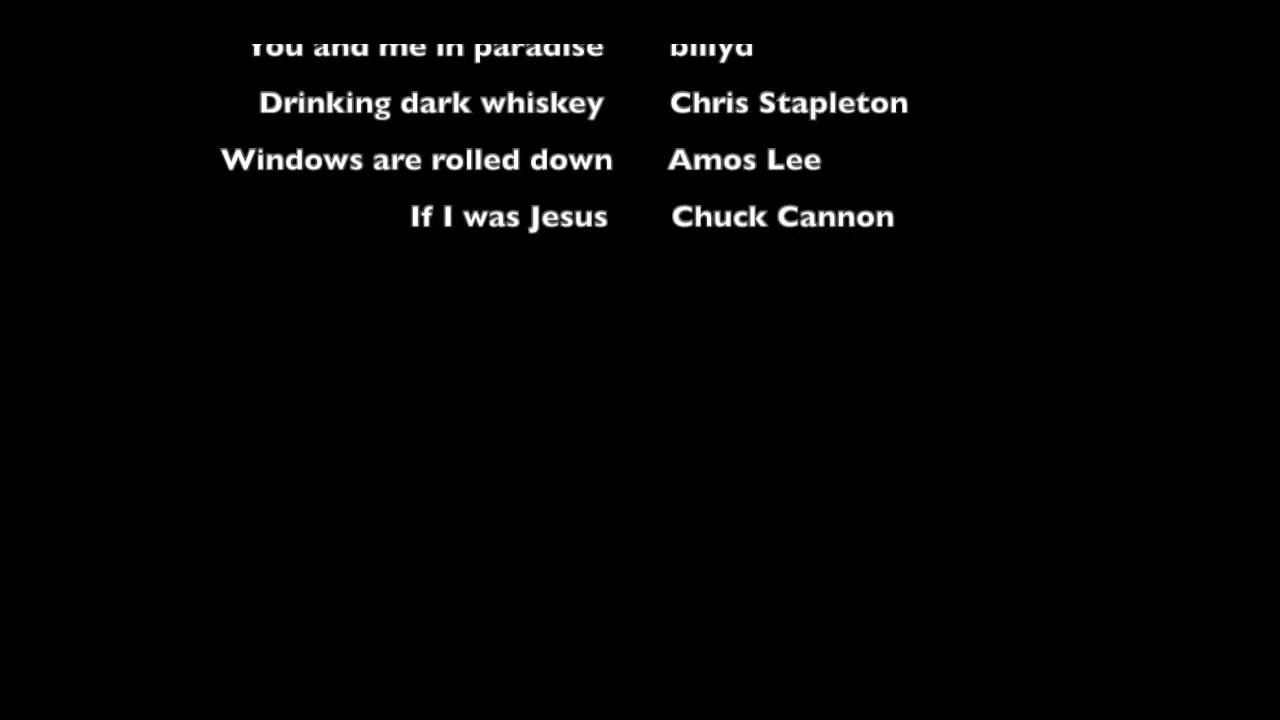 You and me in paradise billyd
Drinking dark whiskey Chris Stapleton
Windows are rolled down Amos Lee
If I was Jesus Chuck Cannon